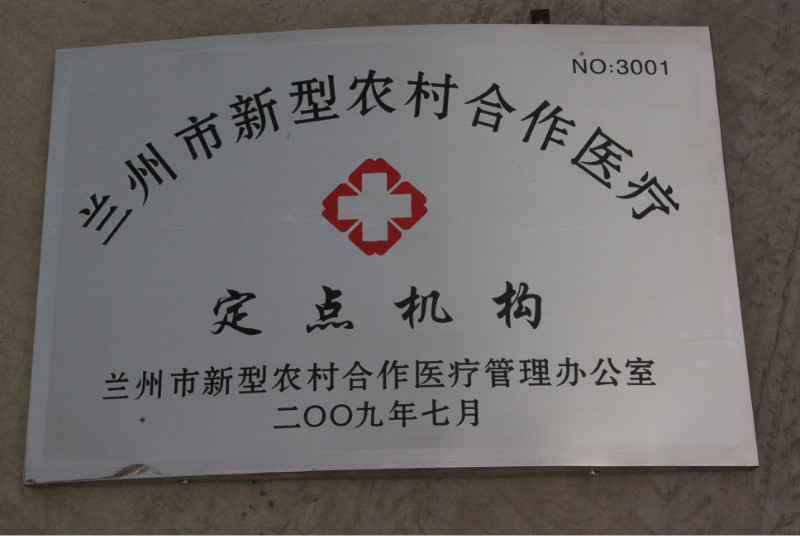 NO:3001
兰州市新型农村合作医疗
定点机构
兰州市新型农村合作医疗管理办公室
二〇〇九年七月